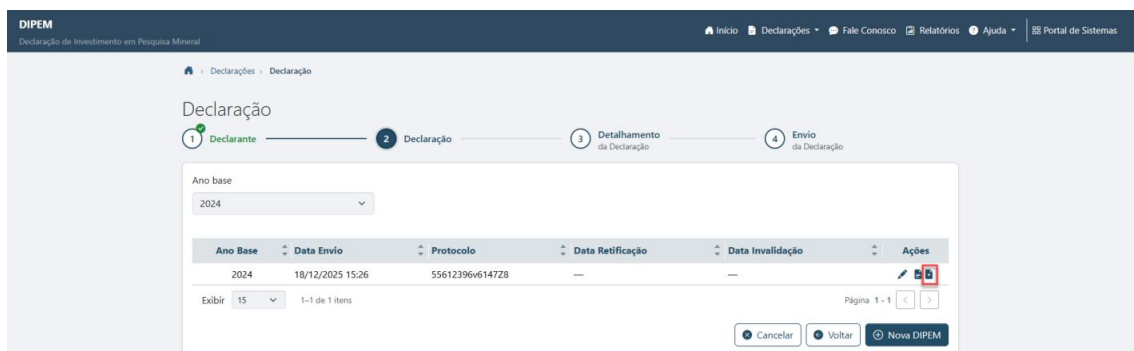 DIPEM
Declaração de Investimento em Pesquisa Mineral
Início Declarações Fale Conosco Relatórios Ajuda Portal de Sistemas
Declarações Declaração
Declaração
1 Declarante 2 Declaração 3 Detalhamento da Declaração 4 Envio da Declaração
Ano base
2024
Ano Base Data Envio Protocolo Data Retificação Data Invalidação Ações
2024 18/12/2025 15:26 55612396v6147Z8 — —
Exibir 15 1–1 de 1 itens Página 1 - 1
Cancelar Voltar Nova DIPEM